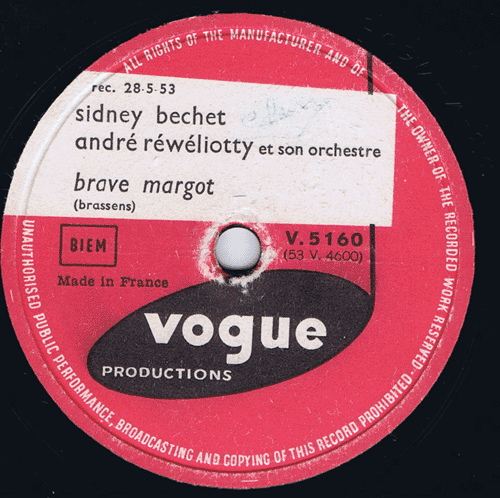 ALL RIGHTS OF THE MANUFACTURER AND OF THE OWNER OF THE RECORDED WORK RESERVED · UNAUTHORISED PUBLIC PERFORMANCE, BROADCASTING AND COPYING OF THIS RECORD PROHIBITED ·
rec. 28-5-53
sidney bechet
andré réwéliotty et son orchestre
brave margot
(brassens)
BIEM
V. 5160
(53 V. 4600)
Made in France
vogue
PRODUCTIONS